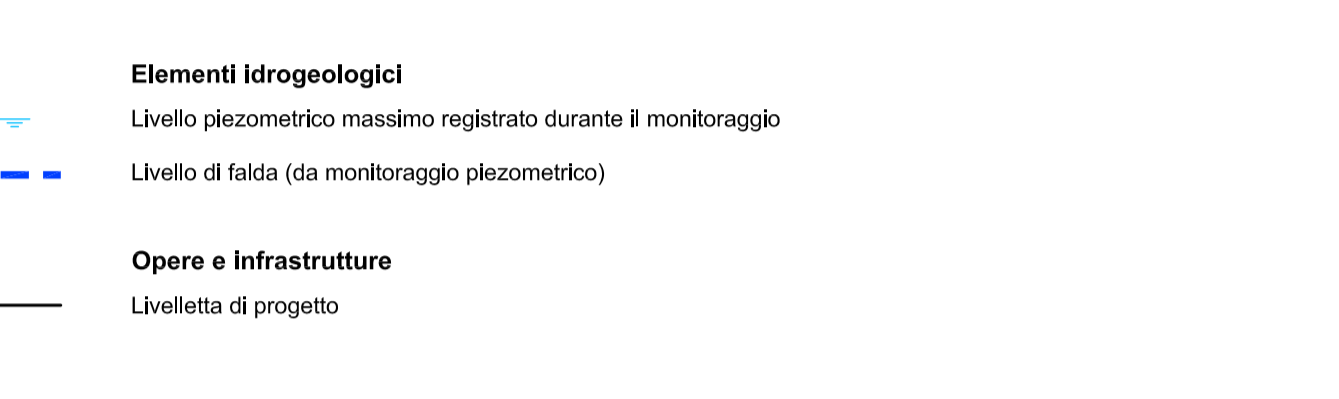 Elementi idrogeologici
Livello piezometrico massimo registrato durante il monitoraggio
Livello di falda (da monitoraggio piezometrico)
Opere e infrastrutture
Livelletta di progetto